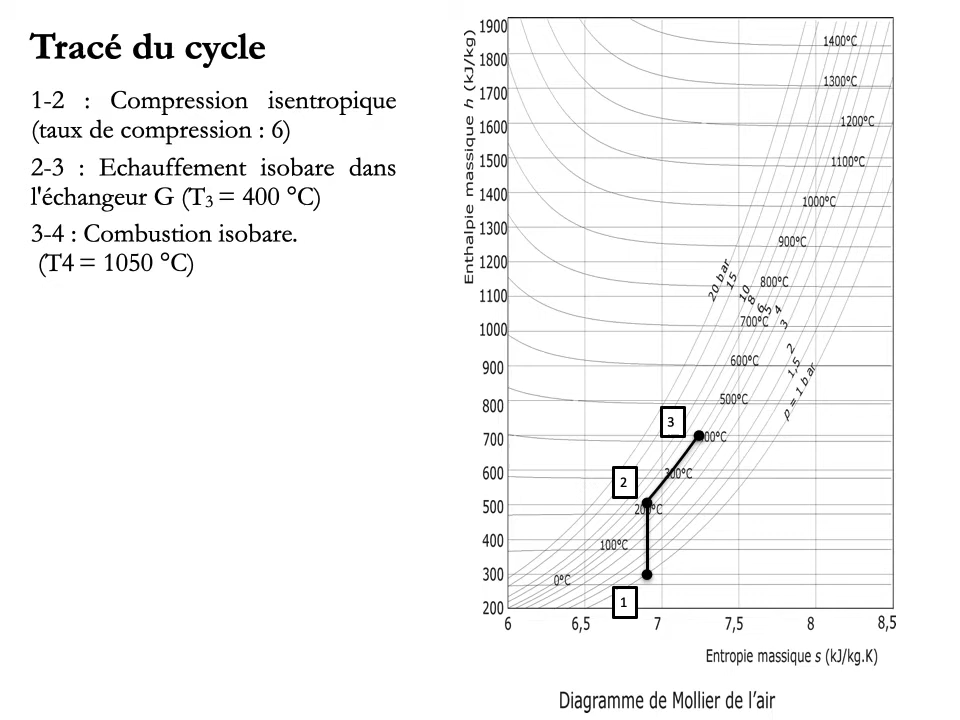 Tracé du cycle
1-2 : Compression isentropique
(taux de compression : 6)
2-3 : Echauffement isobare dans
l'échangeur G (T3 = 400 °C)
3-4 : Combustion isobare.
(T4 = 1050 °C)
Enthalpie massique h (kJ/kg)
1900
1800
1700
1600
1500
1400
1300
1200
1100
1000
900
800
700
600
500
400
300
200
1400°C
1300°C
1200°C
1100°C
1000°C
900°C
800°C
700°C
600°C
500°C
00°C
300°C
200°C
100°C
0°C
20 bar
15
10
8
6
5
4
3
2
1,5
p = 1 bar
3
2
1
6
6,5
7
7,5
8
8,5
Entropie massique s (kJ/kg.K)
Diagramme de Mollier de l'air